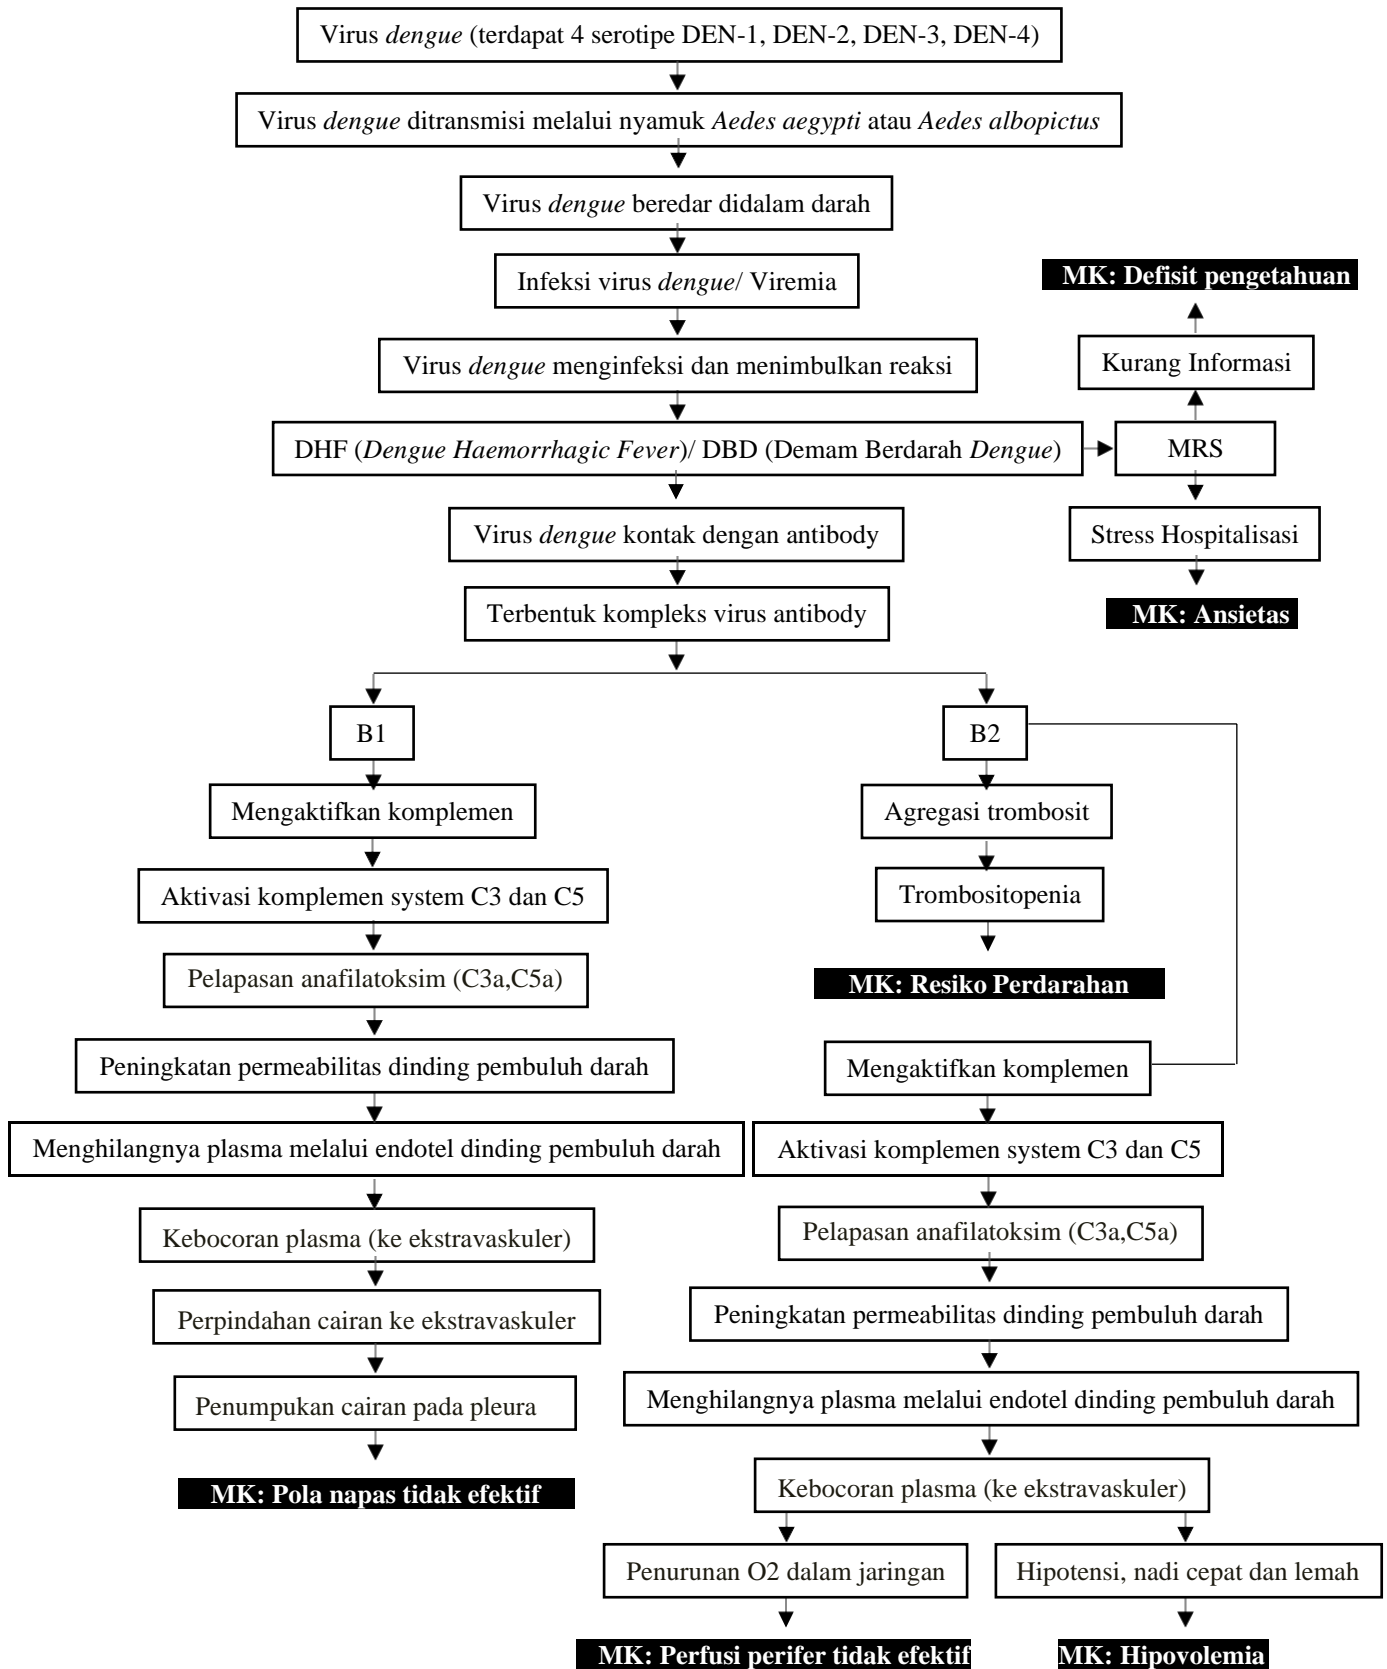 Virus dengue (terdapat 4 serotipe DEN-1, DEN-2, DEN-3, DEN-4)
Virus dengue ditransmisi melalui nyamuk Aedes aegypti atau Aedes albopictus
Virus dengue beredar didalam darah
Infeksi virus dengue/ Viremia
MK: Defisit pengetahuan
Virus dengue menginfeksi dan menimbulkan reaksi
Kurang Informasi
DHF (Dengue Haemorrhagic Fever)/ DBD (Demam Berdarah Dengue)
MRS
Virus dengue kontak dengan antibody
Stress Hospitalisasi
Terbentuk kompleks virus antibody
MK: Ansietas
B1
Mengaktifkan komplemen
Aktivasi komplemen system C3 dan C5
Pelapasan anafilatoksim (C3a,C5a)
Peningkatan permeabilitas dinding pembuluh darah
Menghilangnya plasma melalui endotel dinding pembuluh darah
Kebocoran plasma (ke ekstravaskuler)
Perpindahan cairan ke ekstravaskuler
Penumpukan cairan pada pleura
MK: Pola napas tidak efektif
B2
Agregasi trombosit
Trombositopenia
MK: Resiko Perdarahan
Mengaktifkan komplemen
Aktivasi komplemen system C3 dan C5
Pelapasan anafilatoksim (C3a,C5a)
Peningkatan permeabilitas dinding pembuluh darah
Menghilangnya plasma melalui endotel dinding pembuluh darah
Kebocoran plasma (ke ekstravaskuler)
Penurunan O2 dalam jaringan
Hipotensi, nadi cepat dan lemah
MK: Perfusi perifer tidak efektif
MK: Hipovolemia